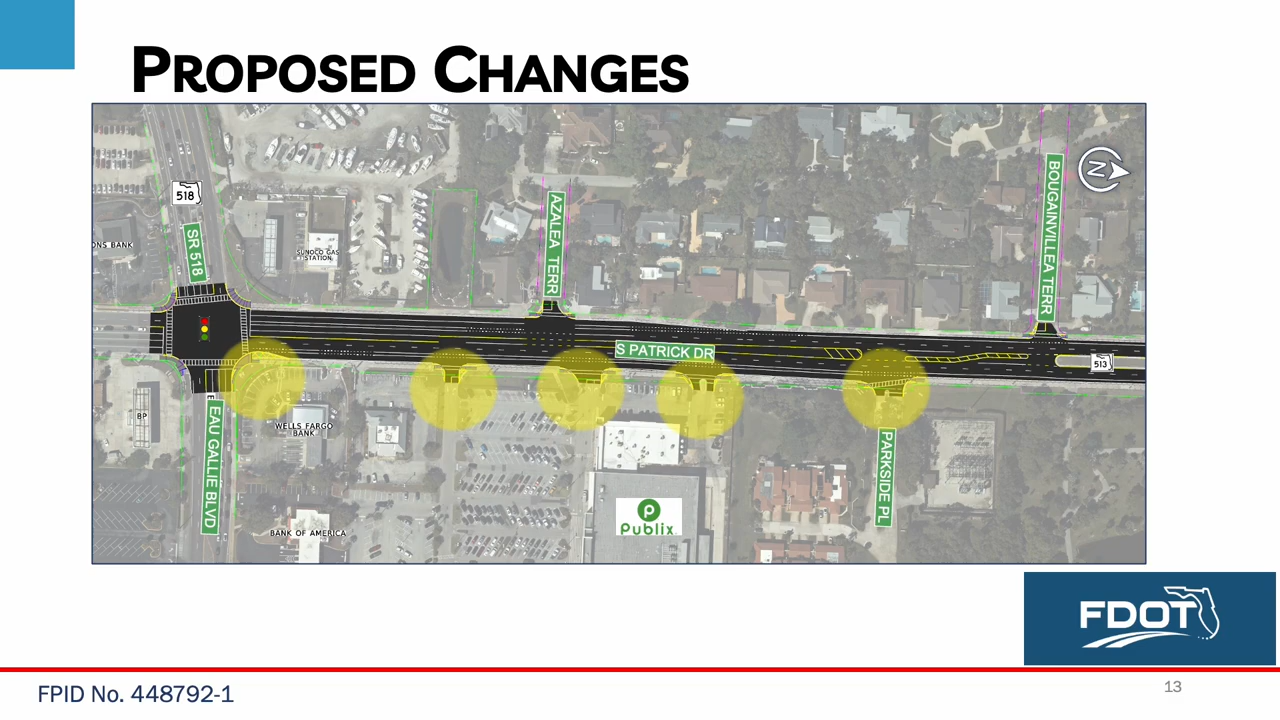 PROPOSED CHANGES
518
SR 518
ONS BANK
SUNOCO GAS
STATION
AZALEA TERR
BOUGAINVILLEA TERR
N
S PATRICK DR
513
BP
EAU GALLIE BLVD
WELLS FARGO
BANK
BANK OF AMERICA
Publix
PARKSIDE PL
FDOT
FPID No. 448792-1
13